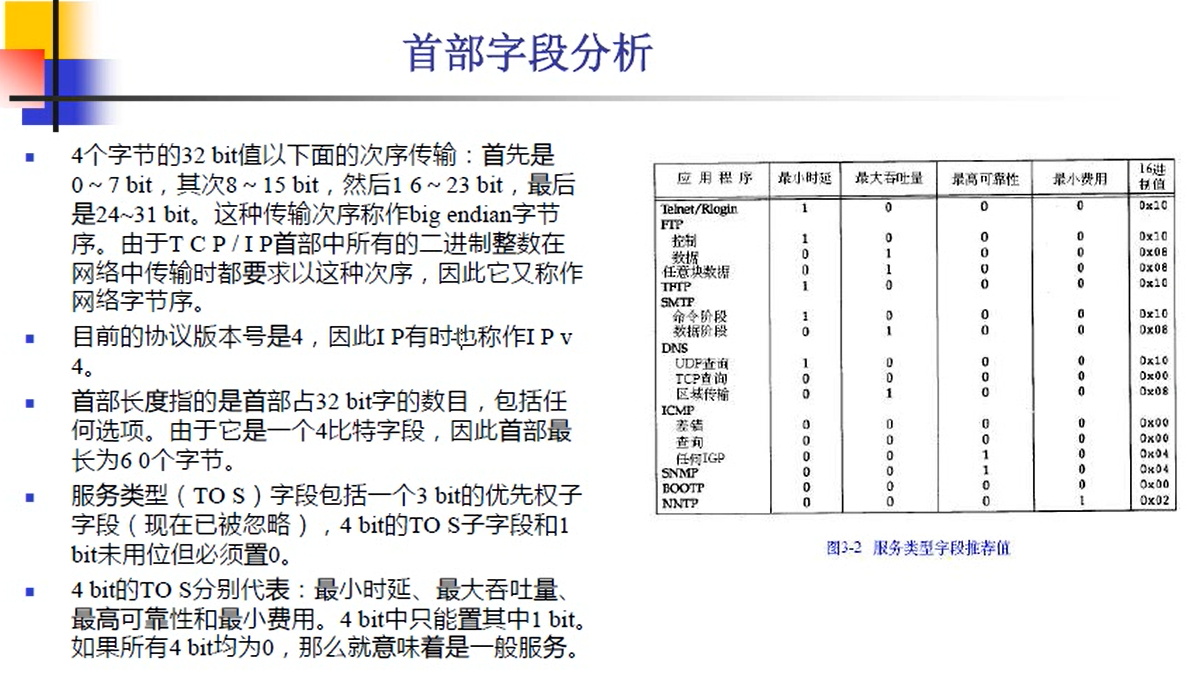 首部字段分析
4个字节的32 bit值以下面的次序传输：首先是
0～7 bit，其次8～15 bit，然后1 6～23 bit，最后
是24~31 bit。这种传输次序称作big endian字节
序。由于T C P / I P首部中所有的二进制整数在
网络中传输时都要求以这种次序，因此它又称作
网络字节序。
目前的协议版本号是4，因此I P有时也称作I P v
4。
首部长度指的是首部占32 bit字的数目，包括任
何选项。由于它是一个4比特字段，因此首部最
长为6 0个字节。
服务类型（TO S）字段包括一个3 bit的优先权子
字段（现在已被忽略），4 bit的TO S子字段和1
bit未用位但必须置0。
4 bit的TO S分别代表：最小时延、最大吞吐量、
最高可靠性和最小费用。4 bit中只能置其中1 bit。
如果所有4 bit均为0，那么就意味着是一般服务。
应用程序 最小时延 最大吞吐量 最高可靠性 最小费用 16进
制值
Telnet/Rlogin 1 0 0 0 0x10
FTP
控制 1 0 0 0 0x10
数据 0 1 0 0 0x08
任意块数据 0 1 0 0 0x08
TFTP 1 0 0 0 0x10
SMTP
命令阶段 1 0 0 0 0x10
数据阶段 0 1 0 0 0x08
DNS
UDP查询 1 0 0 0 0x10
TCP查询 0 0 0 0 0x00
区域传输 0 1 0 0 0x08
ICMP
差错 0 0 0 0 0x00
查询 0 0 0 0 0x00
任何IGP 0 0 1 0 0x04
SNMP 0 0 1 0 0x04
BOOTP 0 0 0 0 0x00
NNTP 0 0 0 1 0x02
图3-2 服务类型字段推荐值